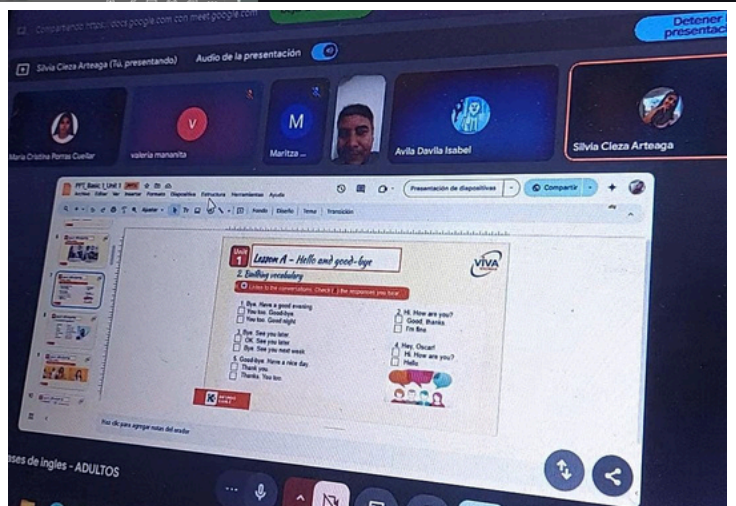 Compartiendo https://docs.google.com con meet.google.com
Detener
presentac
Silvia Cieza Arteaga (Tú, presentando)
Audio de la presentación
V
M
Maria Cristina Porras Cuellar
valeria mananita
Maritza ...
Avila Davila Isabel
Silvia Cieza Arteaga
PPT_Basic 1_Unit 1
Archivo Editar Ver Insertar Formato Diapositiva Estructura Herramientas Ayuda
Presentación de diapositivas
Compartir
Ajustar
Fondo
Diseño
Tema
Transición
Unit
1
Lesson A - Hello and good-bye
VIVA
2. Building vocabulary
Listen to the conversations. Check ( ) the responses you hear.
1. Bye. Have a good evening.
You too. Good-bye.
You too. Good night.
2. Hi. How are you?
Good, thanks.
I'm fine.
3. Bye. See you later.
OK. See you later.
Bye. See you next week.
4. Hey, Oscar!
Hi. How are you?
Hello.
5. Good-bye. Have a nice day.
Thank you.
Thanks. You too.
Haz clic para agregar notas del orador
ases de ingles - ADULTOS